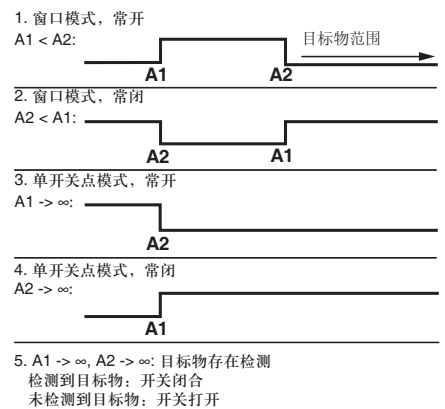 1. 窗口模式，常开
A1 < A2:
目标物范围
A1 A2
2. 窗口模式，常闭
A2 < A1:
A2 A1
3. 单开关点模式，常开
A1 -> ∞:
A2
4. 单开关点模式，常闭
A2 -> ∞:
A1
5. A1 -> ∞, A2 -> ∞: 目标物存在检测
检测到目标物：开关闭合
未检测到目标物：开关打开